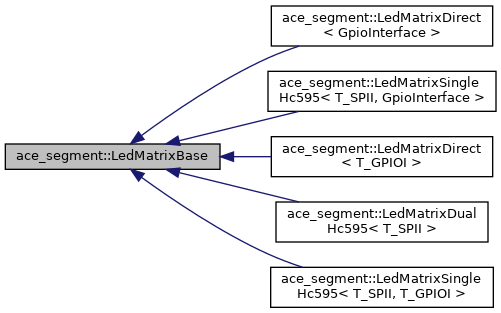 ace_segment::LedMatrixDirect
< GpioInterface >
ace_segment::LedMatrixSingle
Hc595< T_SPII, GpioInterface >
ace_segment::LedMatrixBase
ace_segment::LedMatrixDirect
< T_GPIOI >
ace_segment::LedMatrixDual
Hc595< T_SPII >
ace_segment::LedMatrixSingle
Hc595< T_SPII, T_GPIOI >